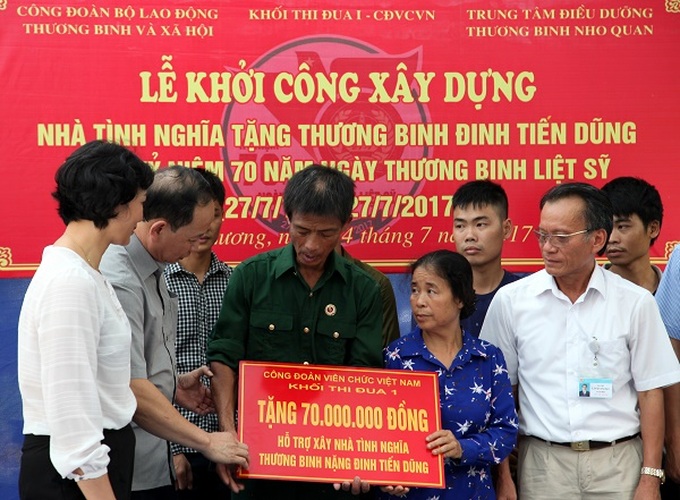 CÔNG ĐOÀN BỘ LAO ĐỘNG
THƯƠNG BINH VÀ XÃ HỘI
KHỐI THI ĐUA I - CĐVCVN
TRUNG TÂM ĐIỀU DƯỠNG
THƯƠNG BINH NHO QUAN
LỄ KHỞI CÔNG XÂY DỰNG
NHÀ TÌNH NGHĨA TẶNG THƯƠNG BINH ĐINH TIẾN DŨNG
NIỆM 70 NĂM NGÀY THƯƠNG BINH LIỆT SỸ
27/7/ 27/7/2017
4 tháng 7
CÔNG ĐOÀN VIÊN CHỨC VIỆT NAM
KHỐI THI ĐUA 1
TẶNG 70.000.000 ĐỒNG
HỖ TRỢ XÂY NHÀ TÌNH NGHĨA
THƯƠNG BINH NẶNG ĐINH TIẾN DŨNG